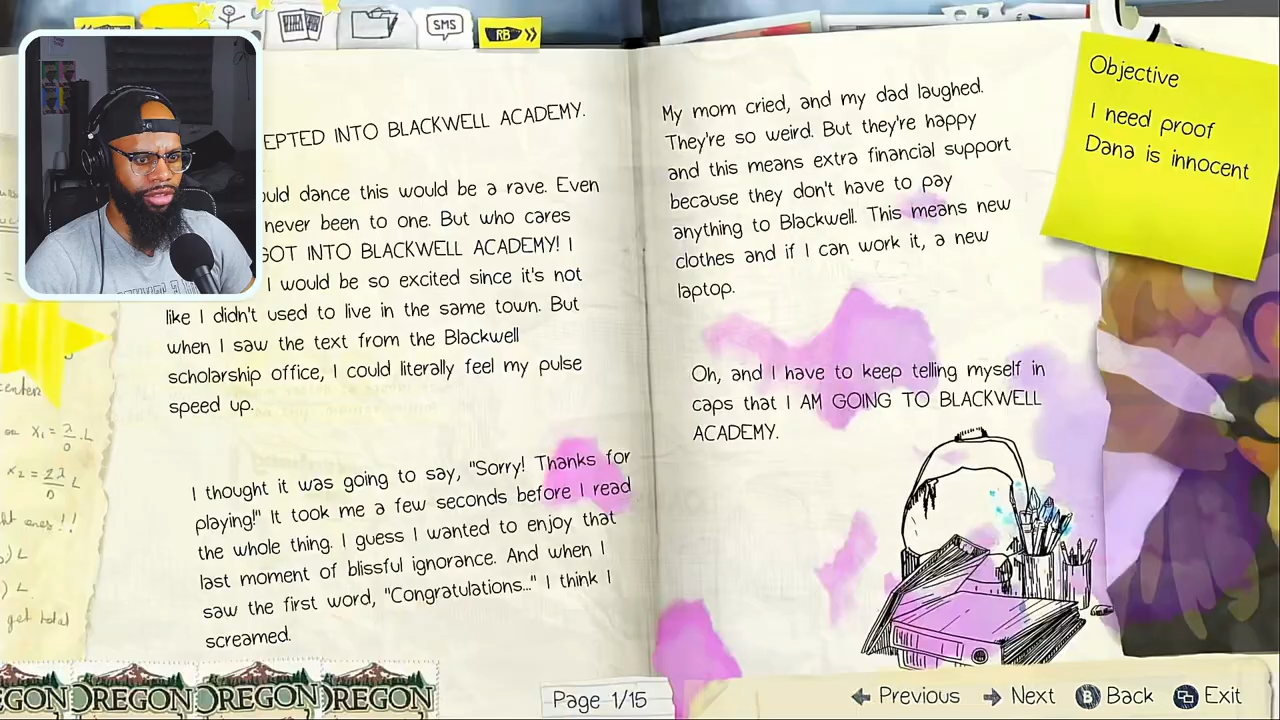 SMS
RB
EPTED INTO BLACKWELL ACADEMY.
uld dance this would be a rave. Even
never been to one. But who cares
GOT INTO BLACKWELL ACADEMY! I
I would be so excited since it's not
like I didn't used to live in the same town. But
when I saw the text from the Blackwell
scholarship office, I could literally feel my pulse
speed up.
I thought it was going to say, "Sorry! Thanks for
playing!" It took me a few seconds before I read
the whole thing. I guess I wanted to enjoy that
last moment of blissful ignorance. And when I
saw the first word, "Congratulations..." I think I
screamed.
My mom cried, and my dad laughed.
They're so weird. But they're happy
and this means extra financial support
because they don't have to pay
anything to Blackwell. This means new
clothes and if I can work it, a new
laptop.
Oh, and I have to keep telling myself in
caps that I AM GOING TO BLACKWELL
ACADEMY.
Objective
I need proof
Dana is innocent
get total
EGON OREGON OREGON OREGON
Page 1/15
Previous Next B Back Exit